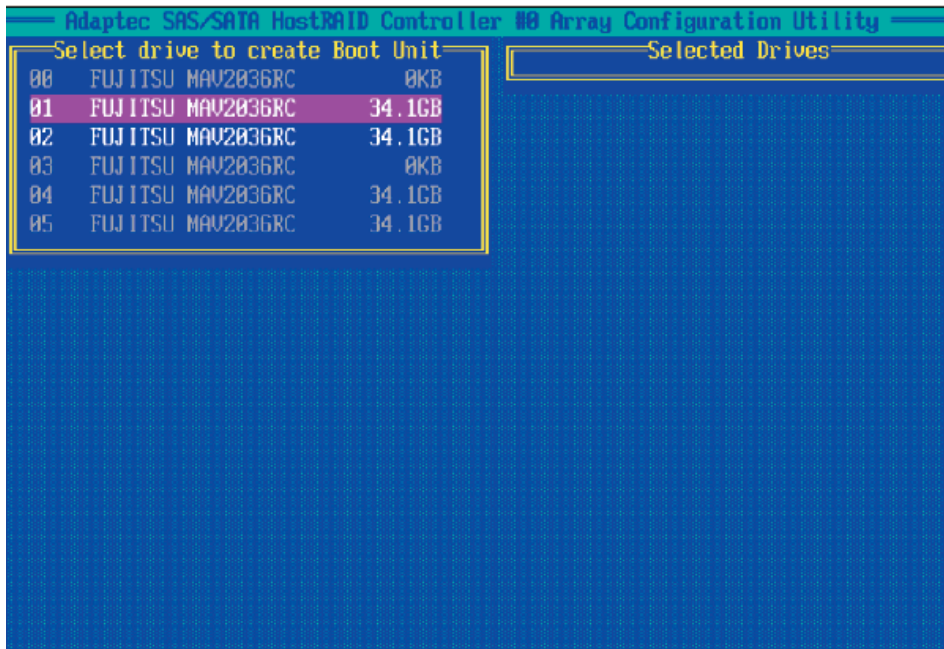 Adaptec SAS/SATA HostRAID Controller #0 Array Configuration Utility
Select drive to create Boot Unit
00 FUJITSU MAV2036RC 0KB
01 FUJITSU MAV2036RC 34.1GB
02 FUJITSU MAV2036RC 34.1GB
03 FUJITSU MAV2036RC 0KB
04 FUJITSU MAV2036RC 34.1GB
05 FUJITSU MAV2036RC 34.1GB
Selected Drives